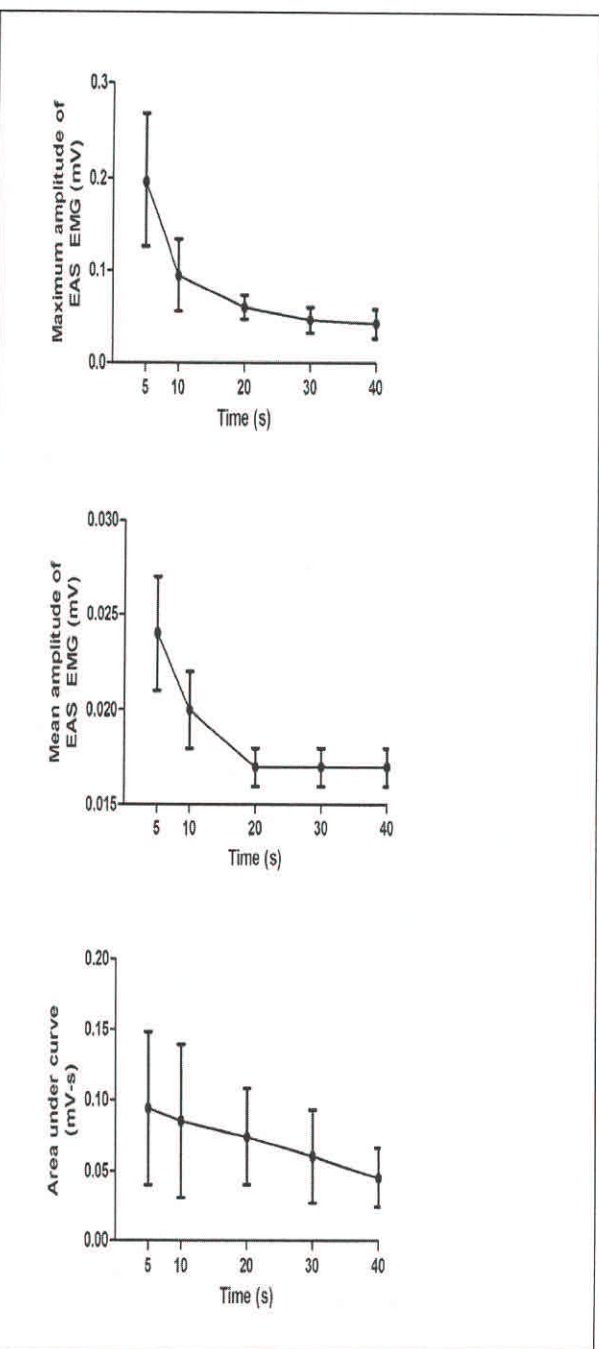 Maximum amplitude of
EAS EMG (mV)
0.3
0.2
0.1
0.0
5 10 20 30 40
Time (s)
Mean amplitude of
EAS EMG (mV)
0.030
0.025
0.020
0.015
5 10 20 30 40
Time (s)
Area under curve
(mV-s)
0.20
0.15
0.10
0.05
0.00
5 10 20 30 40
Time (s)